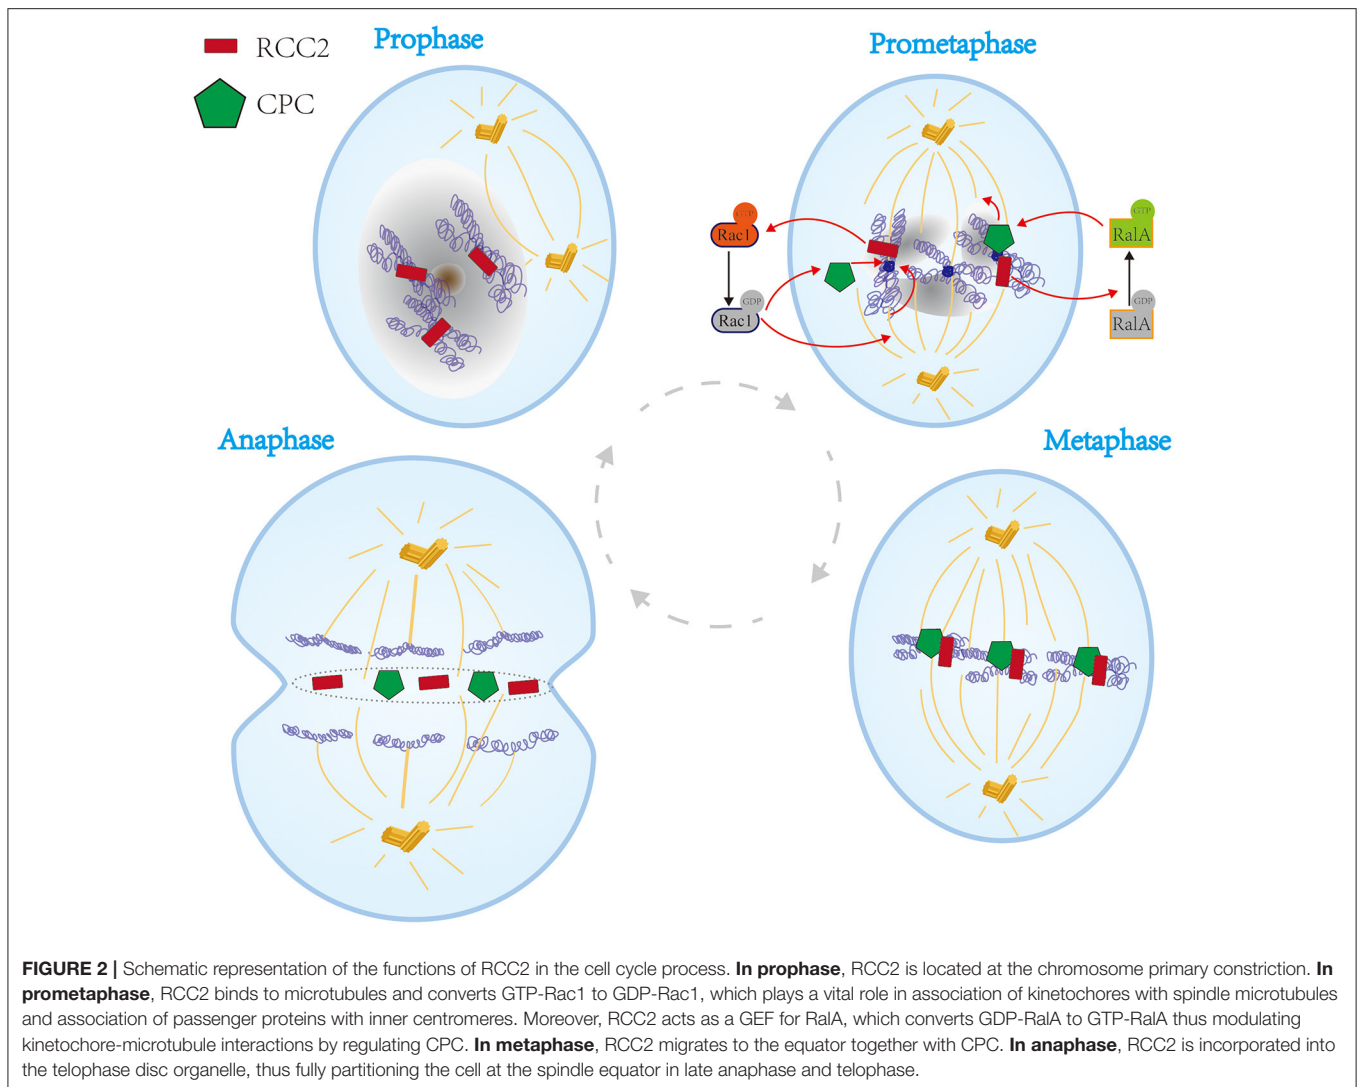 RCC2
CPC
Prophase
Prometaphase
GTP
Rac1
GDP
Rac1
GTP
RalA
GDP
RalA
Anaphase
Metaphase
FIGURE 2 | Schematic representation of the functions of RCC2 in the cell cycle process. In prophase, RCC2 is located at the chromosome primary constriction. In
prometaphase, RCC2 binds to microtubules and converts GTP-Rac1 to GDP-Rac1, which plays a vital role in association of kinetochores with spindle microtubules
and association of passenger proteins with inner centromeres. Moreover, RCC2 acts as a GEF for RalA, which converts GDP-RalA to GTP-RalA thus modulating
kinetochore-microtubule interactions by regulating CPC. In metaphase, RCC2 migrates to the equator together with CPC. In anaphase, RCC2 is incorporated into
the telophase disc organelle, thus fully partitioning the cell at the spindle equator in late anaphase and telophase.